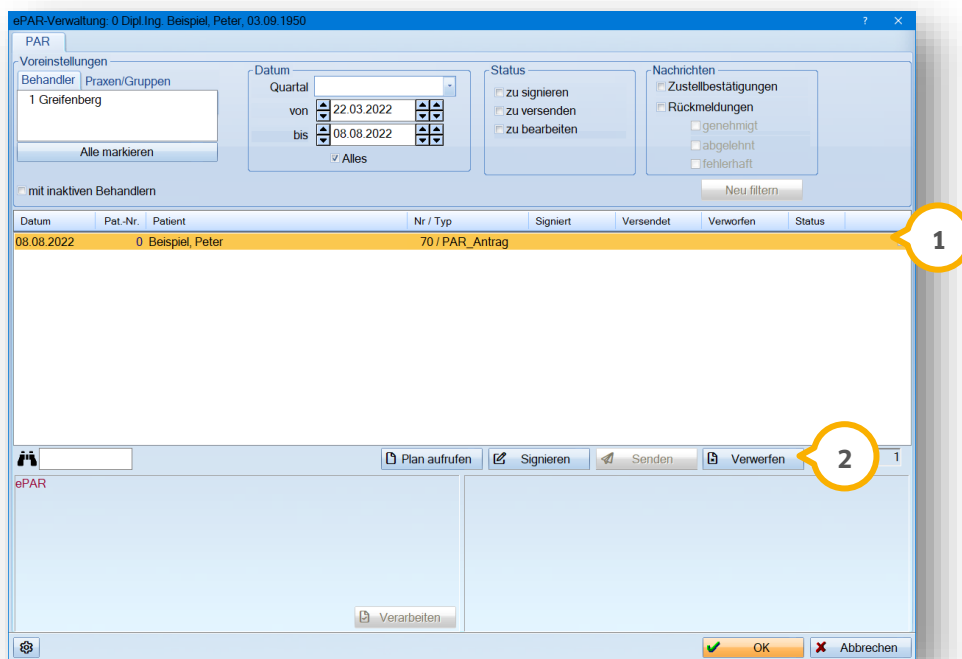 ePAR-Verwaltung: 0 Dipl.Ing. Beispiel, Peter, 03.09.1950 ?
PAR
Voreinstellungen
Behandler Praxen/Gruppen
1 Greifenberg
Alle markieren
mit inaktiven Behandlern
Datum
Quartal
von 22.03.2022
bis 08.08.2022
Alles
Status
zu signieren
zu versenden
zu bearbeiten
Nachrichten
Zustellbestätigungen
Rückmeldungen
genehmigt
abgelehnt
fehlerhaft
Neu filtern
Datum Pat.-Nr. Patient Nr / Typ Signiert Versendet Verworfen Status
08.08.2022 0 Beispiel, Peter 70 / PAR_Antrag
1
Plan aufrufen Signieren Senden Verwerfen 2 1
ePAR
Verarbeiten
OK Abbrechen